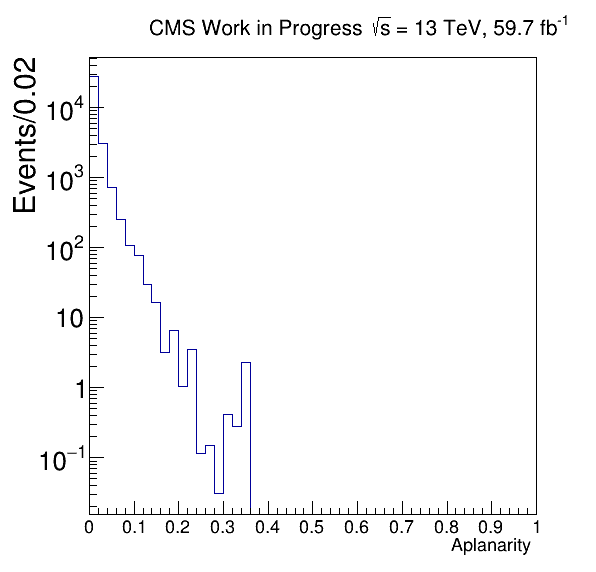 CMS Work in Progress √s = 13 TeV, 59.7 fb⁻¹
Events/0.02
10⁴
10³
10²
10
1
10⁻¹
0 0.1 0.2 0.3 0.4 0.5 0.6 0.7 0.8 0.9 1
Aplanarity